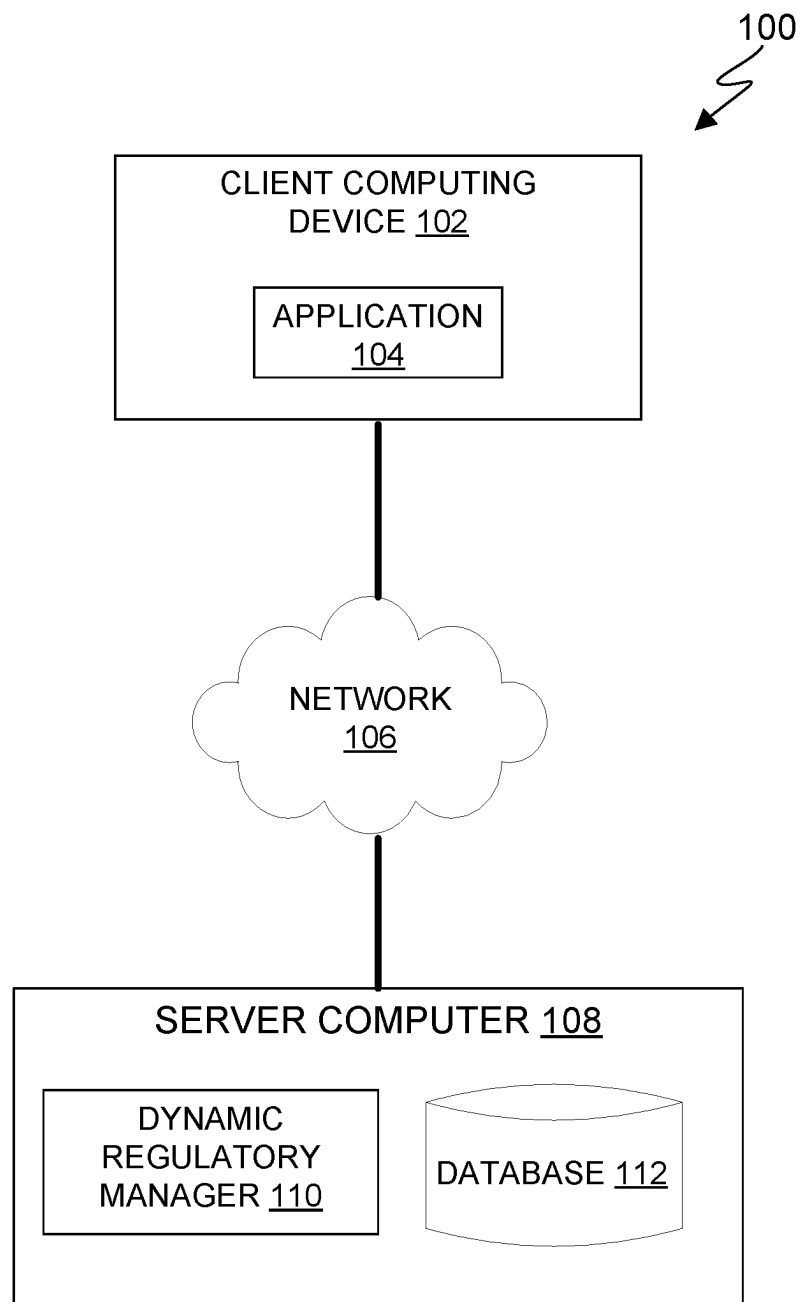 100
CLIENT COMPUTING
DEVICE 102
APPLICATION
104
NETWORK
106
SERVER COMPUTER 108
DYNAMIC
REGULATORY
MANAGER 110
DATABASE 112